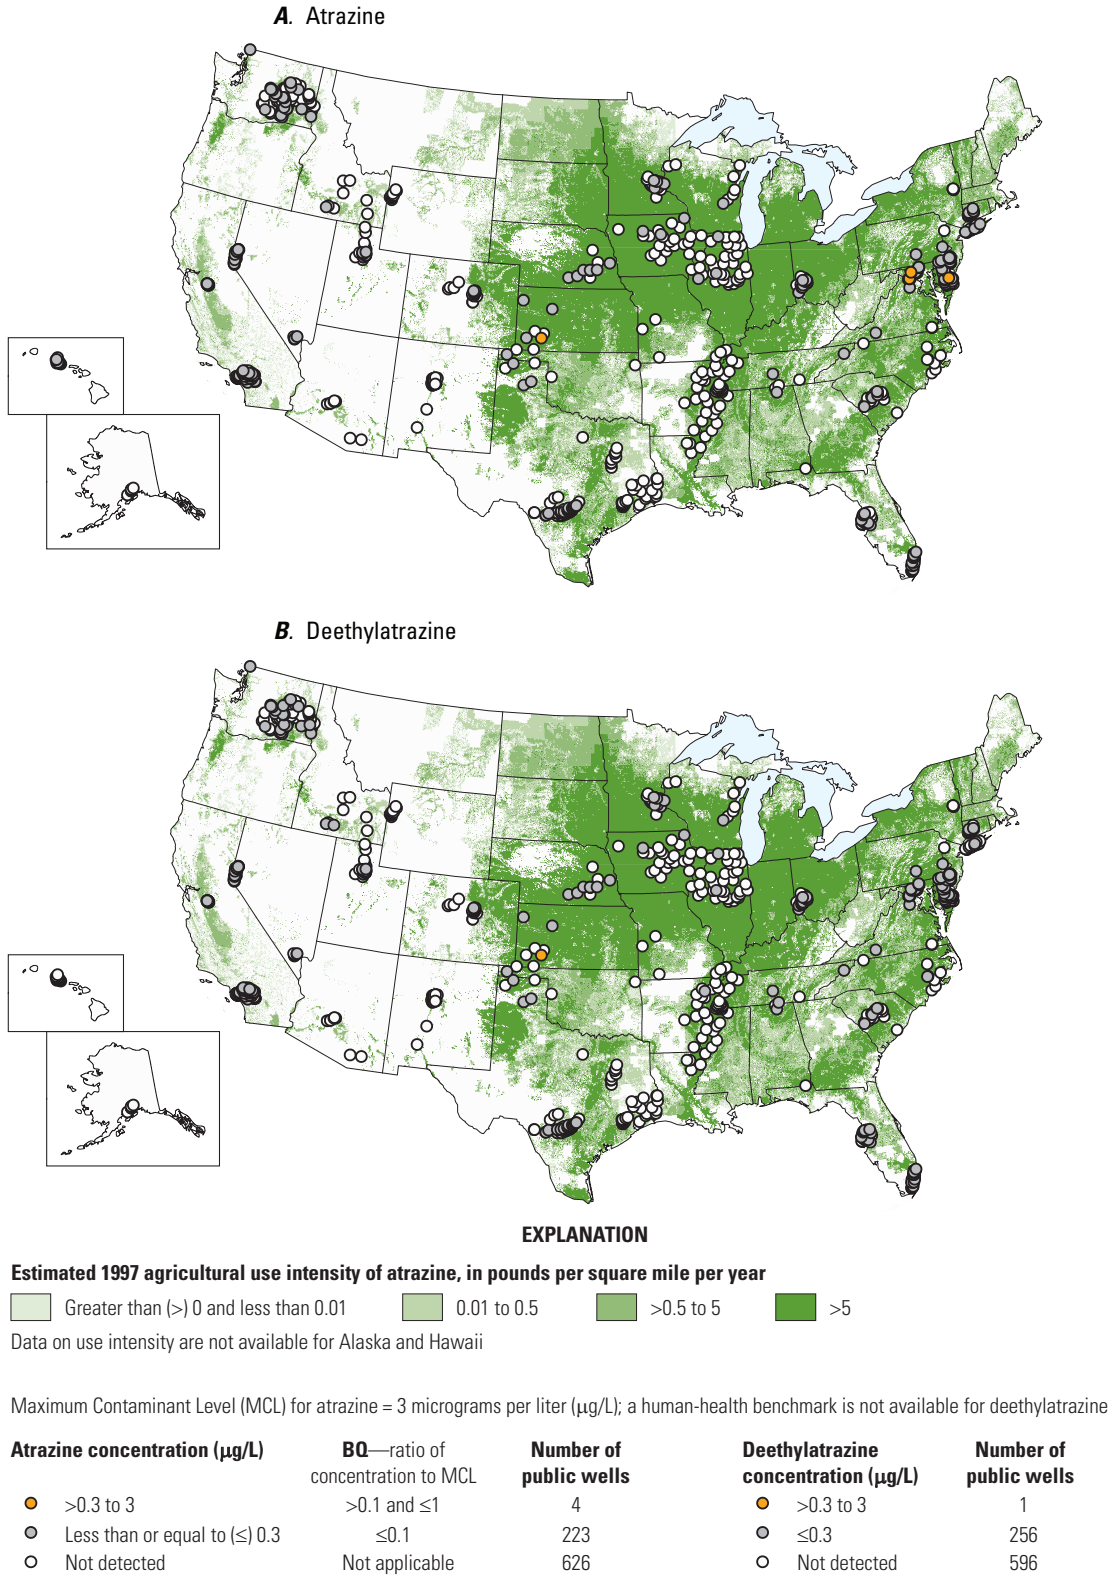 A. Atrazine
B. Deethylatrazine
EXPLANATION
Estimated 1997 agricultural use intensity of atrazine, in pounds per square mile per year
Greater than (>) 0 and less than 0.01
0.01 to 0.5
>0.5 to 5
>5
Data on use intensity are not available for Alaska and Hawaii
Maximum Contaminant Level (MCL) for atrazine = 3 micrograms per liter (μg/L); a human-health benchmark is not available for deethylatrazine
Atrazine concentration (μg/L) BQ—ratio of Number of Deethylatrazine Number of
concentration to MCL public wells concentration (μg/L) public wells
>0.3 to 3 >0.1 and ≤1 4 >0.3 to 3 1
Less than or equal to (≤) 0.3 ≤0.1 223 ≤0.3 256
Not detected Not applicable 626 Not detected 596